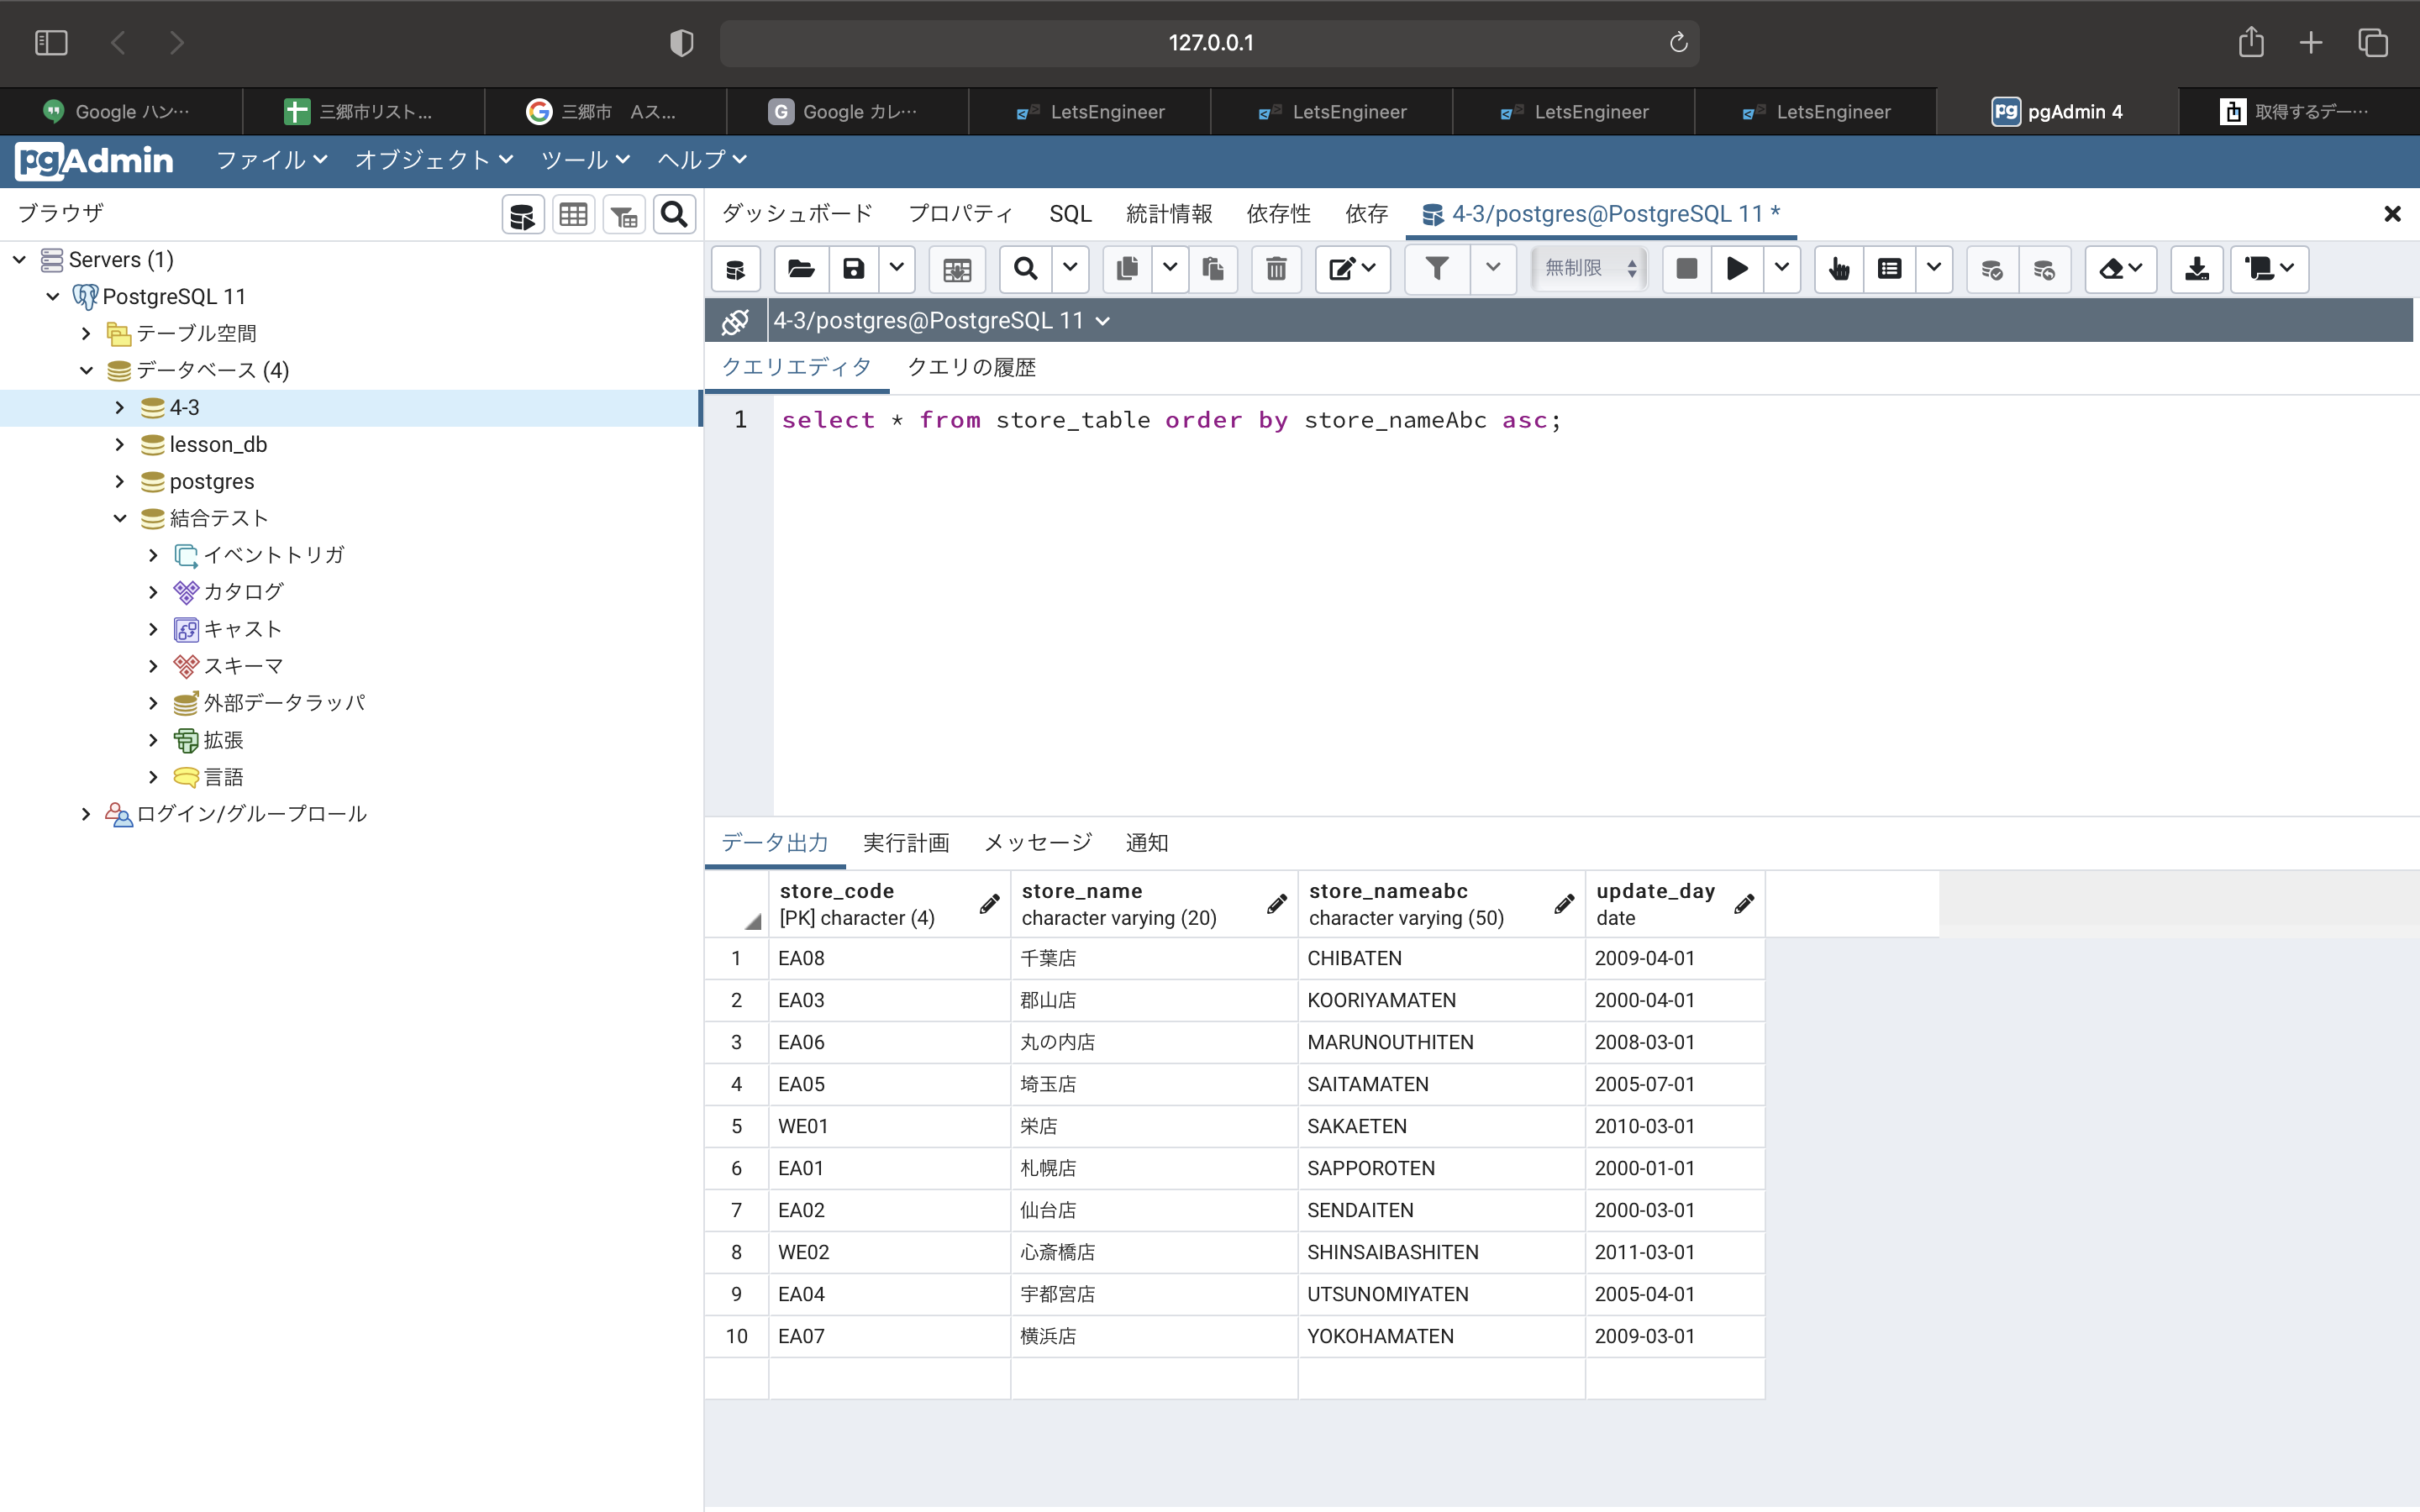 127.0.0.1
Google ハン…
三郷市リスト...
三郷市 Aス...
Google カレ…
LetsEngineer
LetsEngineer
LetsEngineer
LetsEngineer
pgAdmin 4
取得するデー…
pgAdmin
ファイル
オブジェクト
ツール
ヘルプ
ブラウザ
Servers (1)
PostgreSQL 11
テーブル空間
データベース (4)
4-3
lesson_db
postgres
結合テスト
イベントトリガ
カタログ
キャスト
スキーマ
外部データラッパ
拡張
言語
ログイン/グループロール
ダッシュボード
プロパティ
SQL
統計情報
依存性
依存
4-3/postgres@PostgreSQL 11 *
無制限
4-3/postgres@PostgreSQL 11
クエリエディタ
クエリの履歴
1 select * from store_table order by store_nameAbc asc;
データ出力
実行計画
メッセージ
通知
store_code store_name store_nameabc update_day
[PK] character (4) character varying (20) character varying (50) date
1 EA08 千葉店 CHIBATEN 2009-04-01
2 EA03 郡山店 KOORIYAMATEN 2000-04-01
3 EA06 丸の内店 MARUNOUTHITEN 2008-03-01
4 EA05 埼玉店 SAITAMATEN 2005-07-01
5 WE01 栄店 SAKAETEN 2010-03-01
6 EA01 札幌店 SAPPOROTEN 2000-01-01
7 EA02 仙台店 SENDAITEN 2000-03-01
8 WE02 心斎橋店 SHINSAIBASHITEN 2011-03-01
9 EA04 宇都宮店 UTSUNOMIYATEN 2005-04-01
10 EA07 横浜店 YOKOHAMATEN 2009-03-01